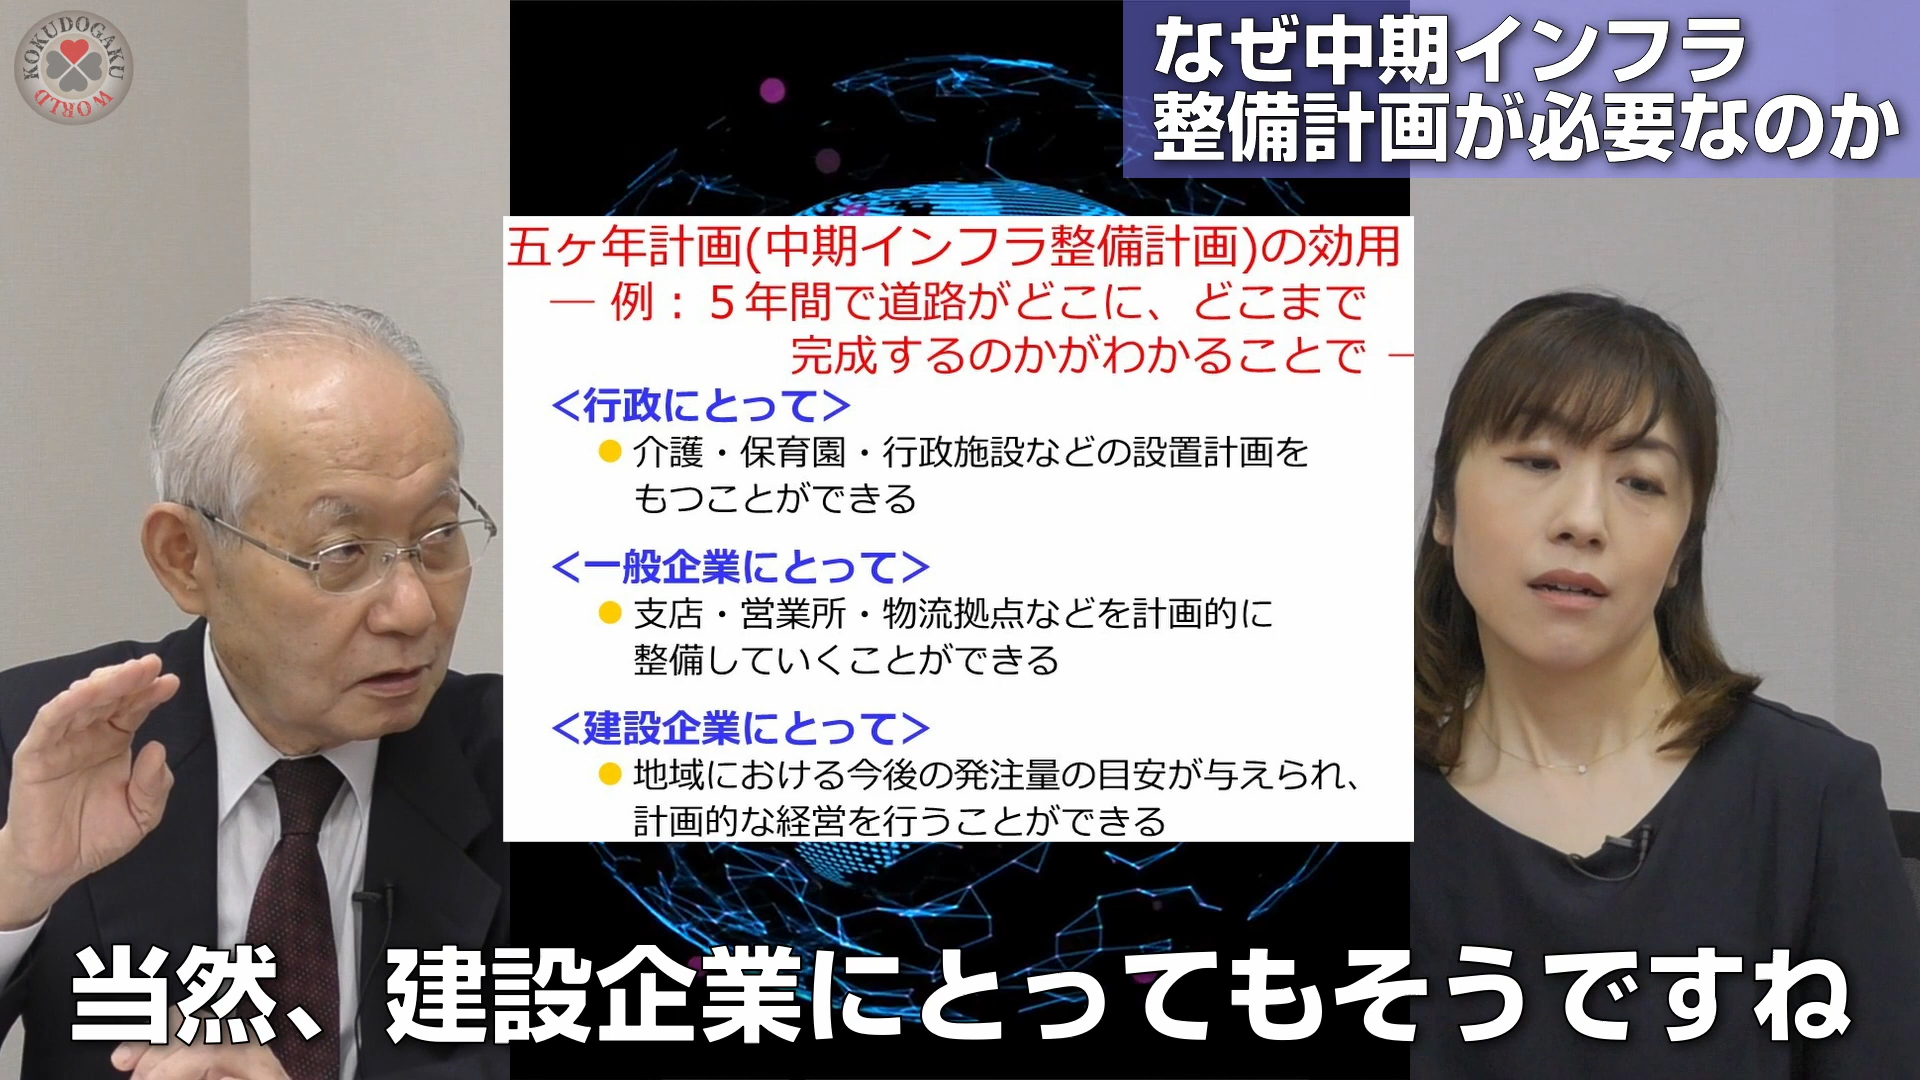 KOKUDOGAKU
WORLD
なぜ中期インフラ
整備計画が必要なのか
五ヶ年計画(中期インフラ整備計画)の効用
― 例：５年間で道路がどこに、どこまで
完成するのかがわかることで ―
＜行政にとって＞
● 介護・保育園・行政施設などの設置計画を
もつことができる
＜一般企業にとって＞
● 支店・営業所・物流拠点などを計画的に
整備していくことができる
＜建設企業にとって＞
● 地域における今後の発注量の目安が与えられ、
計画的な経営を行うことができる
当然、建設企業にとってもそうですね